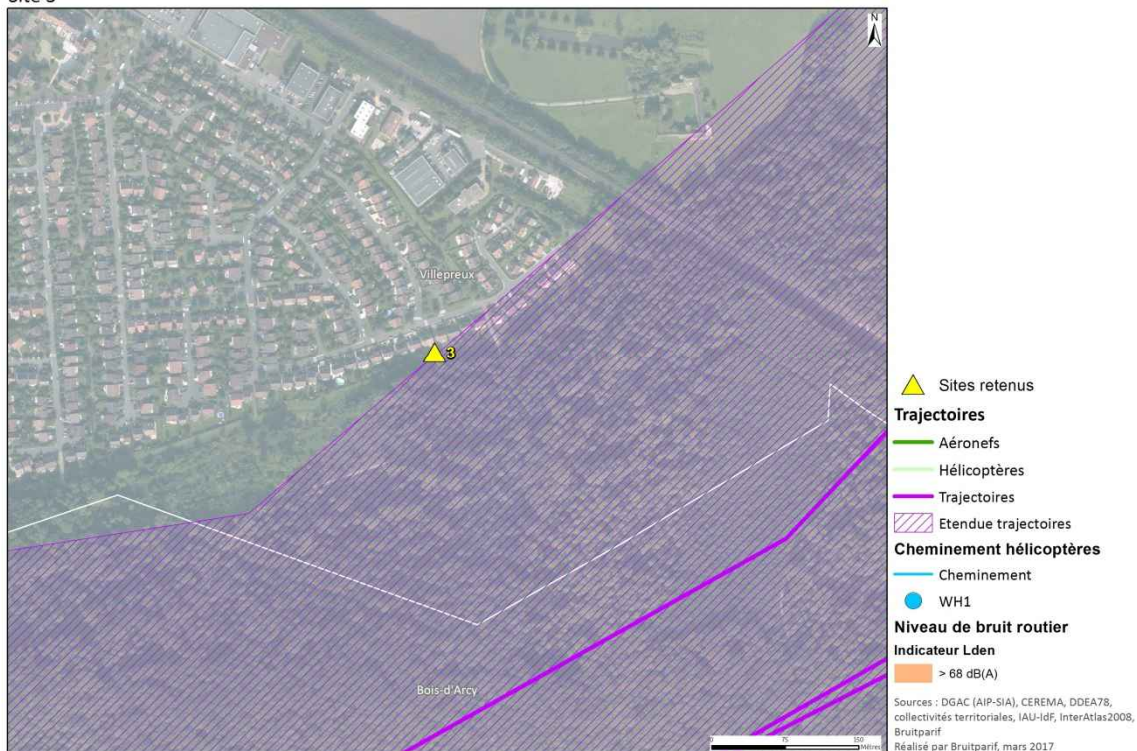 N
Villepreux
3
Bois-d'Arcy
0 75 150
Mètres
Sites retenus
Trajectoires
Aéronefs
Hélicoptères
Trajectoires
Etendue trajectoires
Cheminement hélicoptères
Cheminement
WH1
Niveau de bruit routier
Indicateur Lden
> 68 dB(A)
Sources : DGAC (AIP-SIA), CEREMA, DDEA78,
collectivités territoriales, IAU-IdF, InterAtlas2008,
Bruitparif
Réalisé par Bruitparif, mars 2017